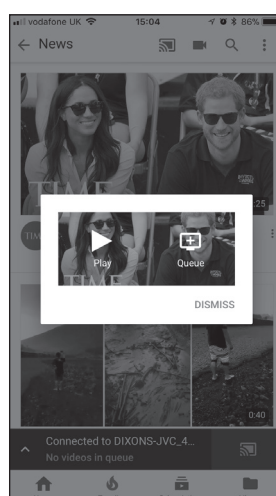 vodafone UK 15:04 86%
News
TIME
:25
TIM
Play Queue
TIME
DISMISS
0:40
Connected to DIXONS-JVC_4...
No videos in queue